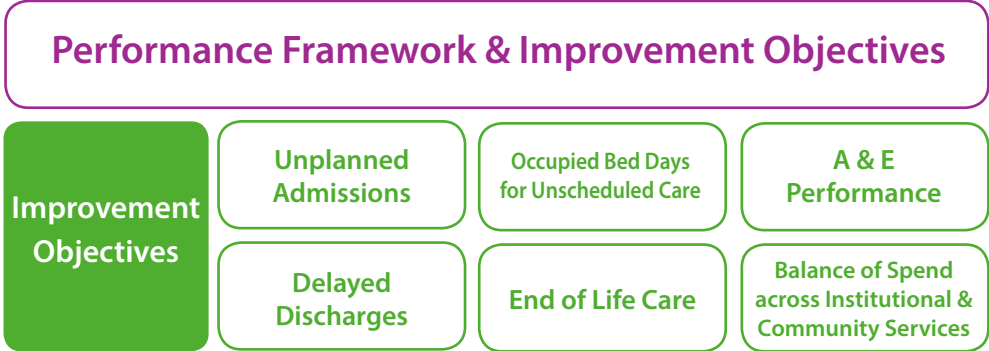 Performance Framework & Improvement Objectives
Improvement
Objectives
Unplanned
Admissions
Occupied Bed Days
for Unscheduled Care
A & E
Performance
Delayed
Discharges
End of Life Care
Balance of Spend
across Institutional &
Community Services